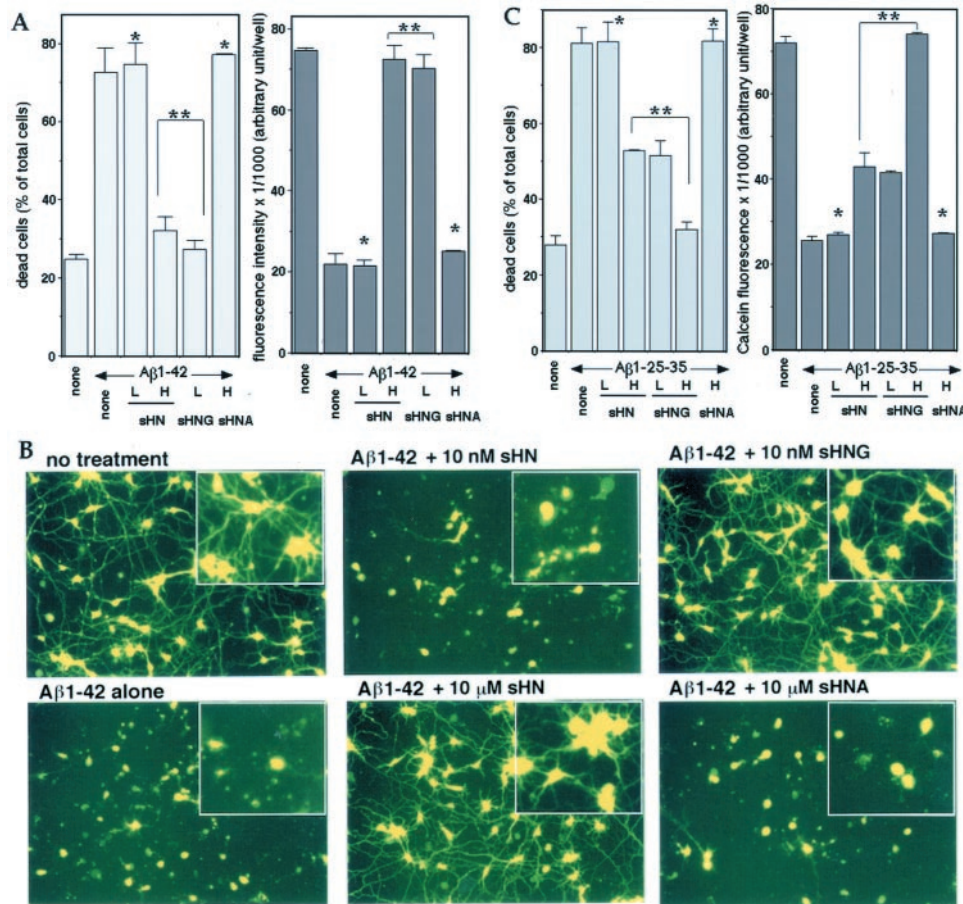 A
dead cells (% of total cells)
80
60
40
20
0
*
**
*
none
none
L
H
L
H
Aβ1-42
sHN
sHNG
sHNA
fluorescence intensity x 1/1000 (arbitrary unit/well)
80
60
40
20
0
*
**
*
none
none
L
H
L
H
Aβ1-42
sHN
sHNG
sHNA
C
dead cells (% of total cells)
80
60
40
20
0
*
**
*
none
none
L
H
L
H
H
Aβ1-25-35
sHN
sHNG
sHNA
Calcein fluorescence x 1/1000 (arbitrary unit/well)
80
60
40
20
0
*
**
*
none
none
L
H
L
H
H
Aβ1-25-35
sHN
sHNG
sHNA
B
no treatment
Aβ1-42 + 10 nM sHN
Aβ1-42 + 10 nM sHNG
Aβ1-42 alone
Aβ1-42 + 10 μM sHN
Aβ1-42 + 10 μM sHNA